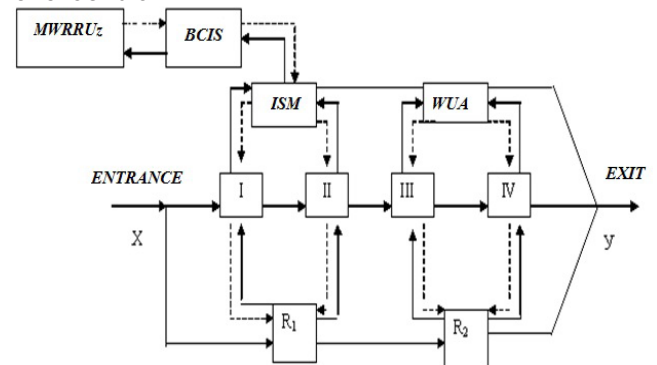 MWRRUz
BCIS
ISM
WUA
ENTRANCE
I
II
III
IV
EXIT
X
y
R1
R2